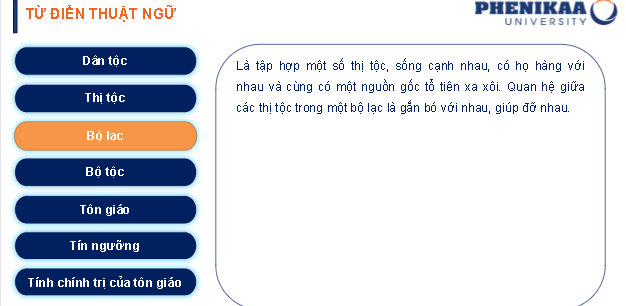 TỪ ĐIỂN THUẬT NGỮ
PHENIKAA
UNIVERSITY
Dân tộc
Thị tộc
Bộ lạc
Bộ tộc
Tôn giáo
Tín ngưỡng
Tính chính trị của tôn giáo
Là tập hợp một số thị tộc, sống cạnh nhau, có họ hàng với
nhau và cùng có một nguồn gốc tổ tiên xa xôi. Quan hệ giữa
các thị tộc trong một bộ lạc là gắn bó với nhau, giúp đỡ nhau.